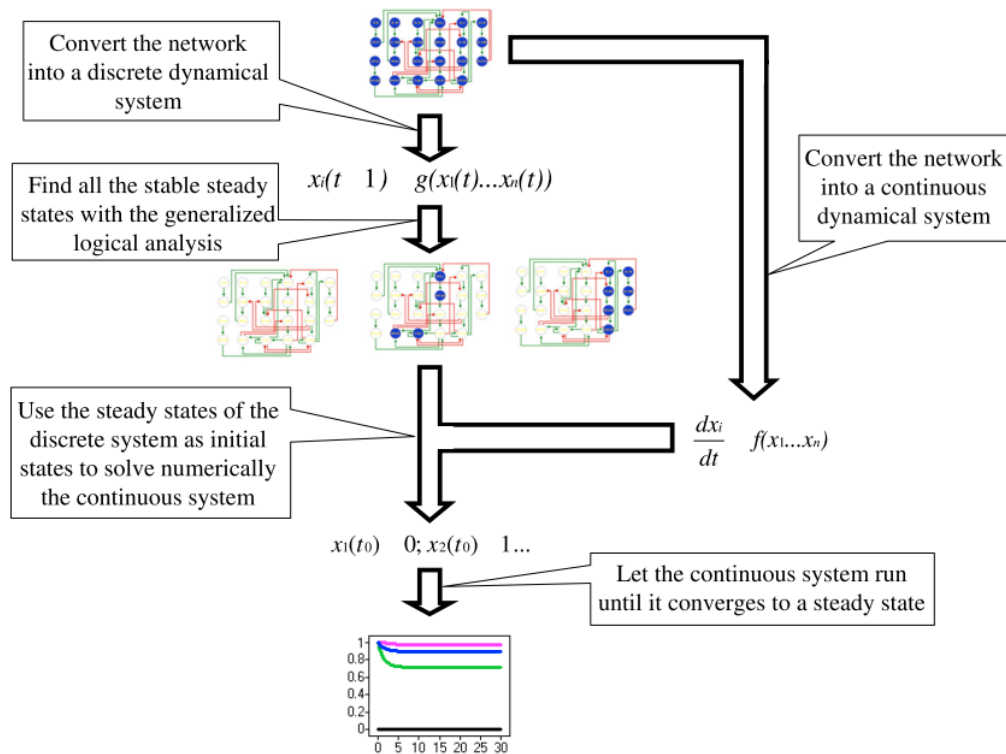 Convert the network
into a discrete dynamical
system
xi(t 1) g(x1(t)...xn(t))
Find all the stable steady
states with the generalized
logical analysis
Convert the network
into a continuous
dynamical system
Use the steady states of the
discrete system as initial
states to solve numerically
the continuous system
dxi
dt
f(x1...xn)
x1(t0) 0; x2(t0) 1...
Let the continuous system run
until it converges to a steady state
1
0.8
0.6
0.4
0.2
0
0 5 10 15 20 25 30